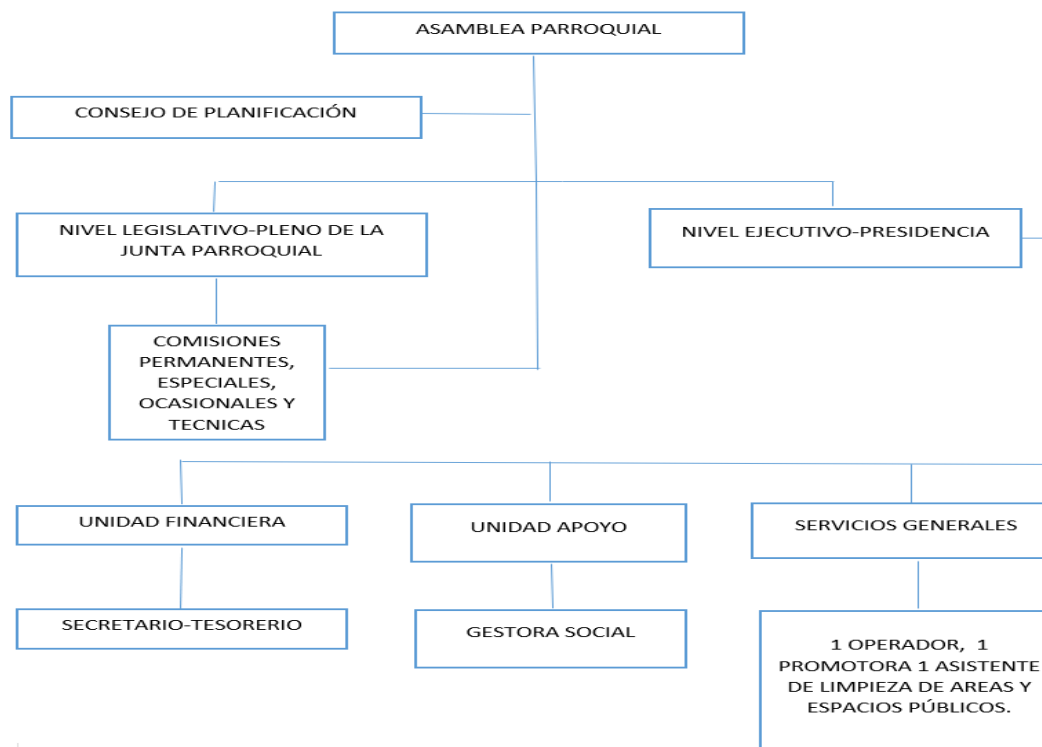 ASAMBLEA PARROQUIAL
CONSEJO DE PLANIFICACIÓN
NIVEL LEGISLATIVO-PLENO DE LA
JUNTA PARROQUIAL
NIVEL EJECUTIVO-PRESIDENCIA
COMISIONES
PERMANENTES,
ESPECIALES,
OCASIONALES Y
TECNICAS
UNIDAD FINANCIERA
UNIDAD APOYO
SERVICIOS GENERALES
SECRETARIO-TESORERIO
GESTORA SOCIAL
1 OPERADOR, 1
PROMOTORA 1 ASISTENTE
DE LIMPIEZA DE AREAS Y
ESPACIOS PÚBLICOS.